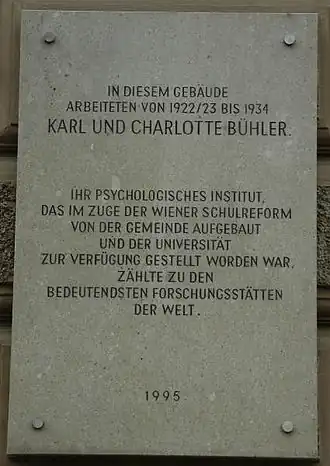 IN DIESEM GEBÄUDE
ARBEITETEN VON 1922/23 BIS 1934
KARL UND CHARLOTTE BÜHLER.
IHR PSYCHOLOGISCHES INSTITUT,
DAS IM ZUGE DER WIENER SCHULREFORM
VON DER GEMEINDE AUFGEBAUT
UND DER UNIVERSITÄT
ZUR VERFÜGUNG GESTELLT WORDEN WAR,
ZÄHLTE ZU DEN
BEDEUTENDSTEN FORSCHUNGSSTÄTTEN
DER WELT.
1995